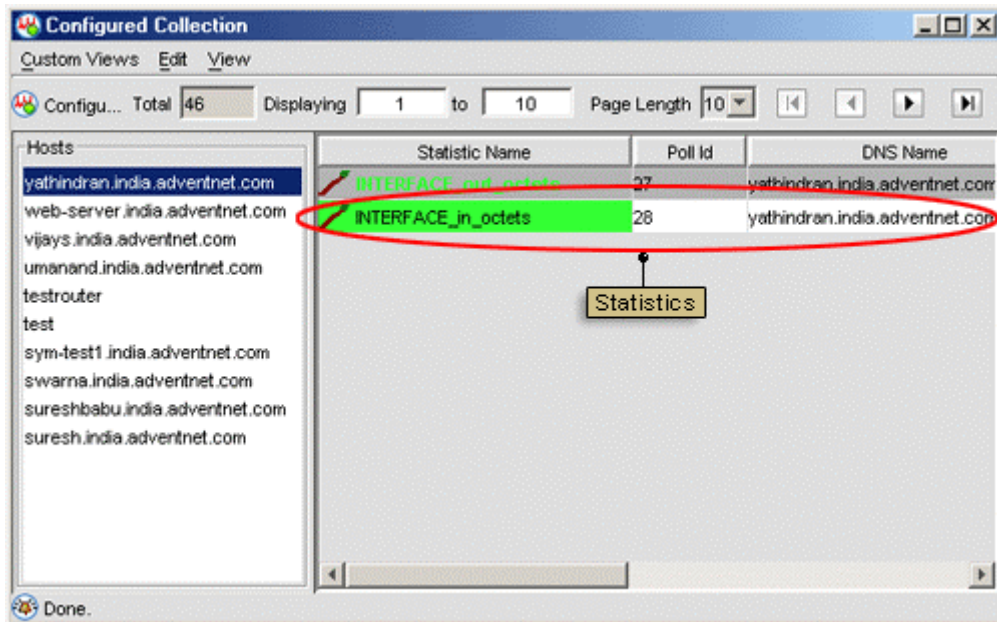 Configured Collection
Custom Views Edit View
Configu... Total 46 Displaying 1 to 10 Page Length 10
Hosts
yathindran.india.adventnet.com
web-server.india.adventnet.com
vijays.india.adventnet.com
umanand.india.adventnet.com
testrouter
test
sym-test1.india.adventnet.com
swarna.india.adventnet.com
sureshbabu.india.adventnet.com
suresh.india.adventnet.com
Statistic Name Poll Id DNS Name
INTERFACE_out_octets 27 yathindran.india.adventnet.com
INTERFACE_in_octets 28 yathindran.india.adventnet.com
Statistics
Done.